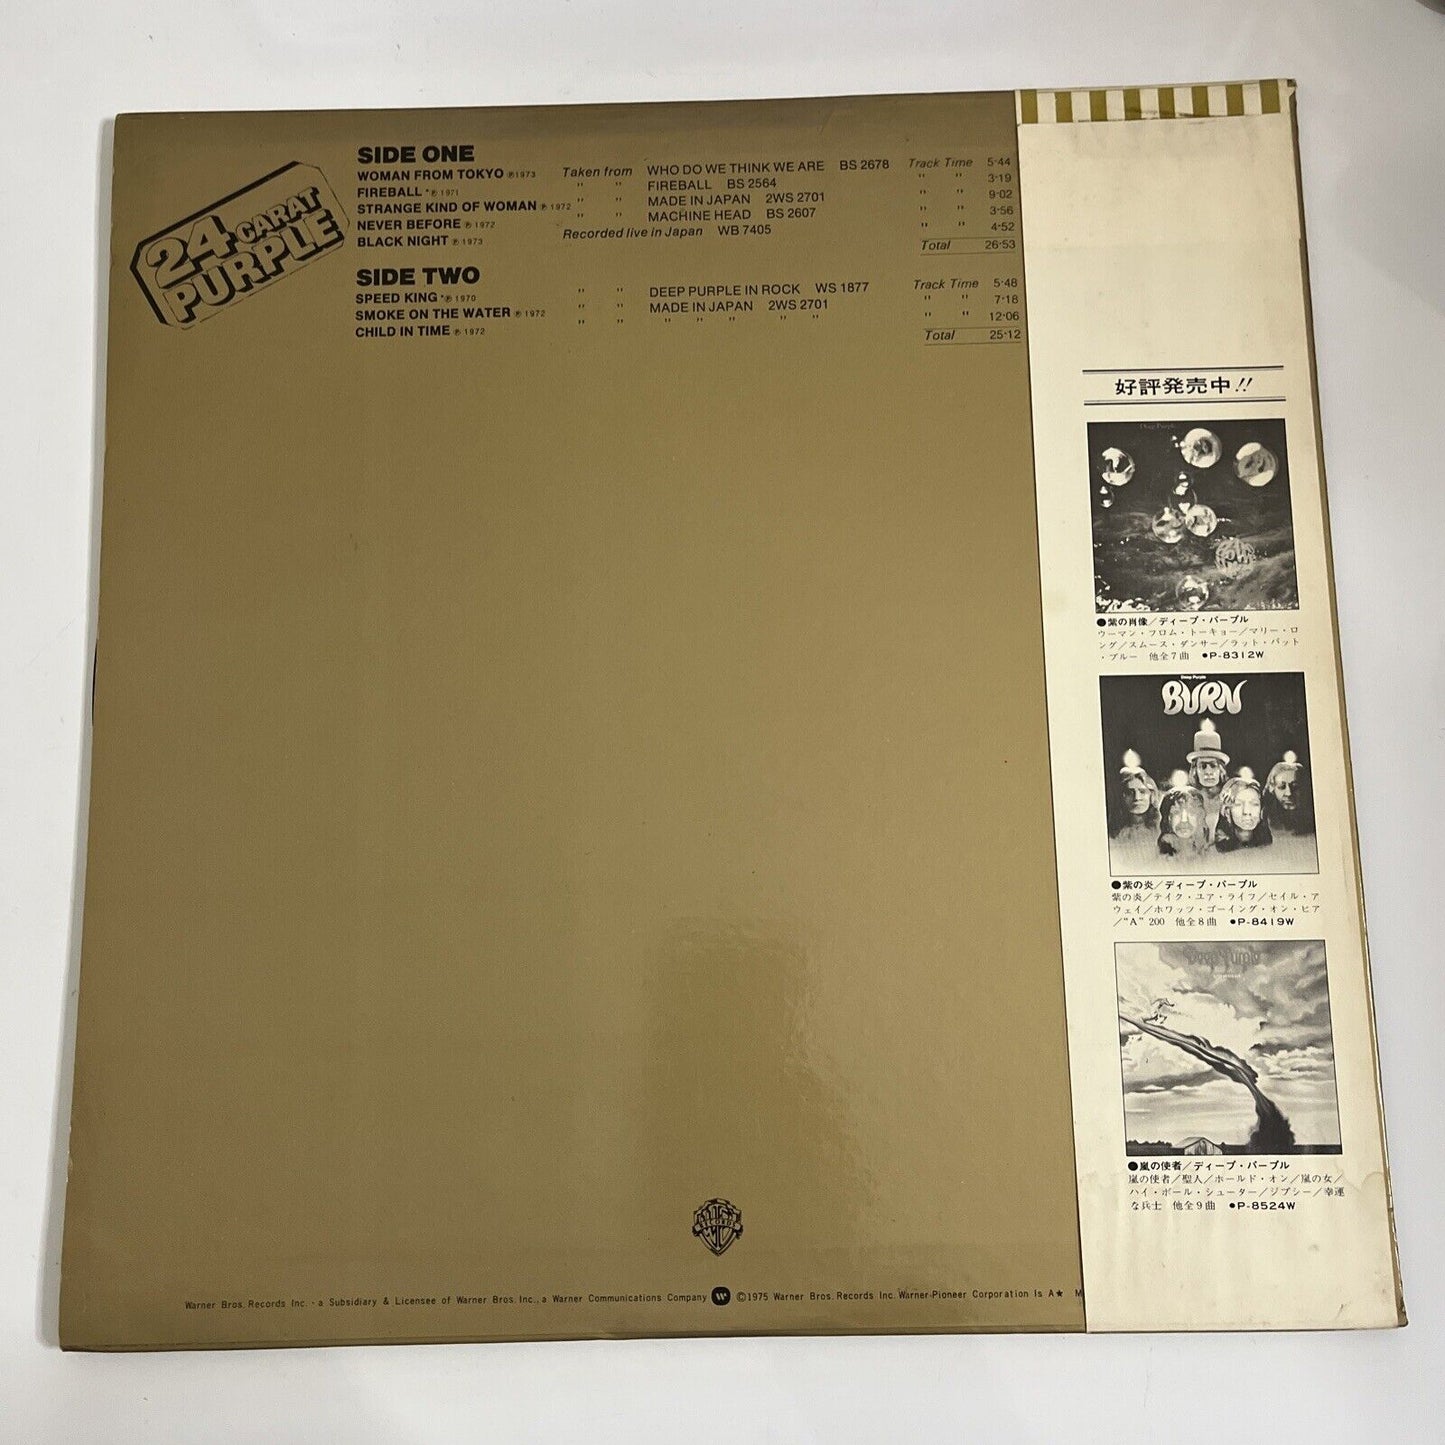 24 CARAT
PURPLE
SIDE ONE
WOMAN FROM TOKYO ℗1973 Taken from WHO DO WE THINK WE ARE BS 2678 Track Time 5·44
FIREBALL *℗ 1971 " " FIREBALL BS 2564 " " 3·19
STRANGE KIND OF WOMAN ℗ 1972 " " MADE IN JAPAN 2WS 2701 " " 9·02
NEVER BEFORE ℗ 1972 " " MACHINE HEAD BS 2607 " " 3·56
BLACK NIGHT ℗ 1973 Recorded live in Japan WB 7405 " " 4·52
Total 26·53
SIDE TWO
SPEED KING *℗ 1970 " " DEEP PURPLE IN ROCK WS 1877 Track Time 5·48
SMOKE ON THE WATER ℗ 1972 " " MADE IN JAPAN 2WS 2701 " " 7·18
CHILD IN TIME ℗ 1972 " " " " " " " " " 12·06
Total 25·12
好評発売中!!
Deep Purple
●紫の肖像/ディープ・パープル
ウーマン・フロム・トーキョー/マリー・ロ
ング/スムース・ダンサー/ラット・バット
・ブルー 他全7曲 ●P-8312W
Deep Purple
BURN
●紫の炎/ディープ・パープル
紫の炎/テイク・ユア・ライフ/セイル・ア
ウェイ/ホワッツ・ゴーイング・オン・ヒア
/“A” 200 他全8曲 ●P-8419W
Deep Purple
●嵐の使者/ディープ・パープル
嵐の使者/聖人/ホールド・オン/嵐の女/
ハイ・ボール・シューター/ジプシー/幸運
な兵士 他全9曲 ●P-8524W
RECORDS
Warner Bros. Records Inc. · a Subsidiary & Licensee of Warner Bros. Inc., a Warner Communications Company ©1975 Warner Bros. Records Inc. Warner-Pioneer Corporation Is A★ M